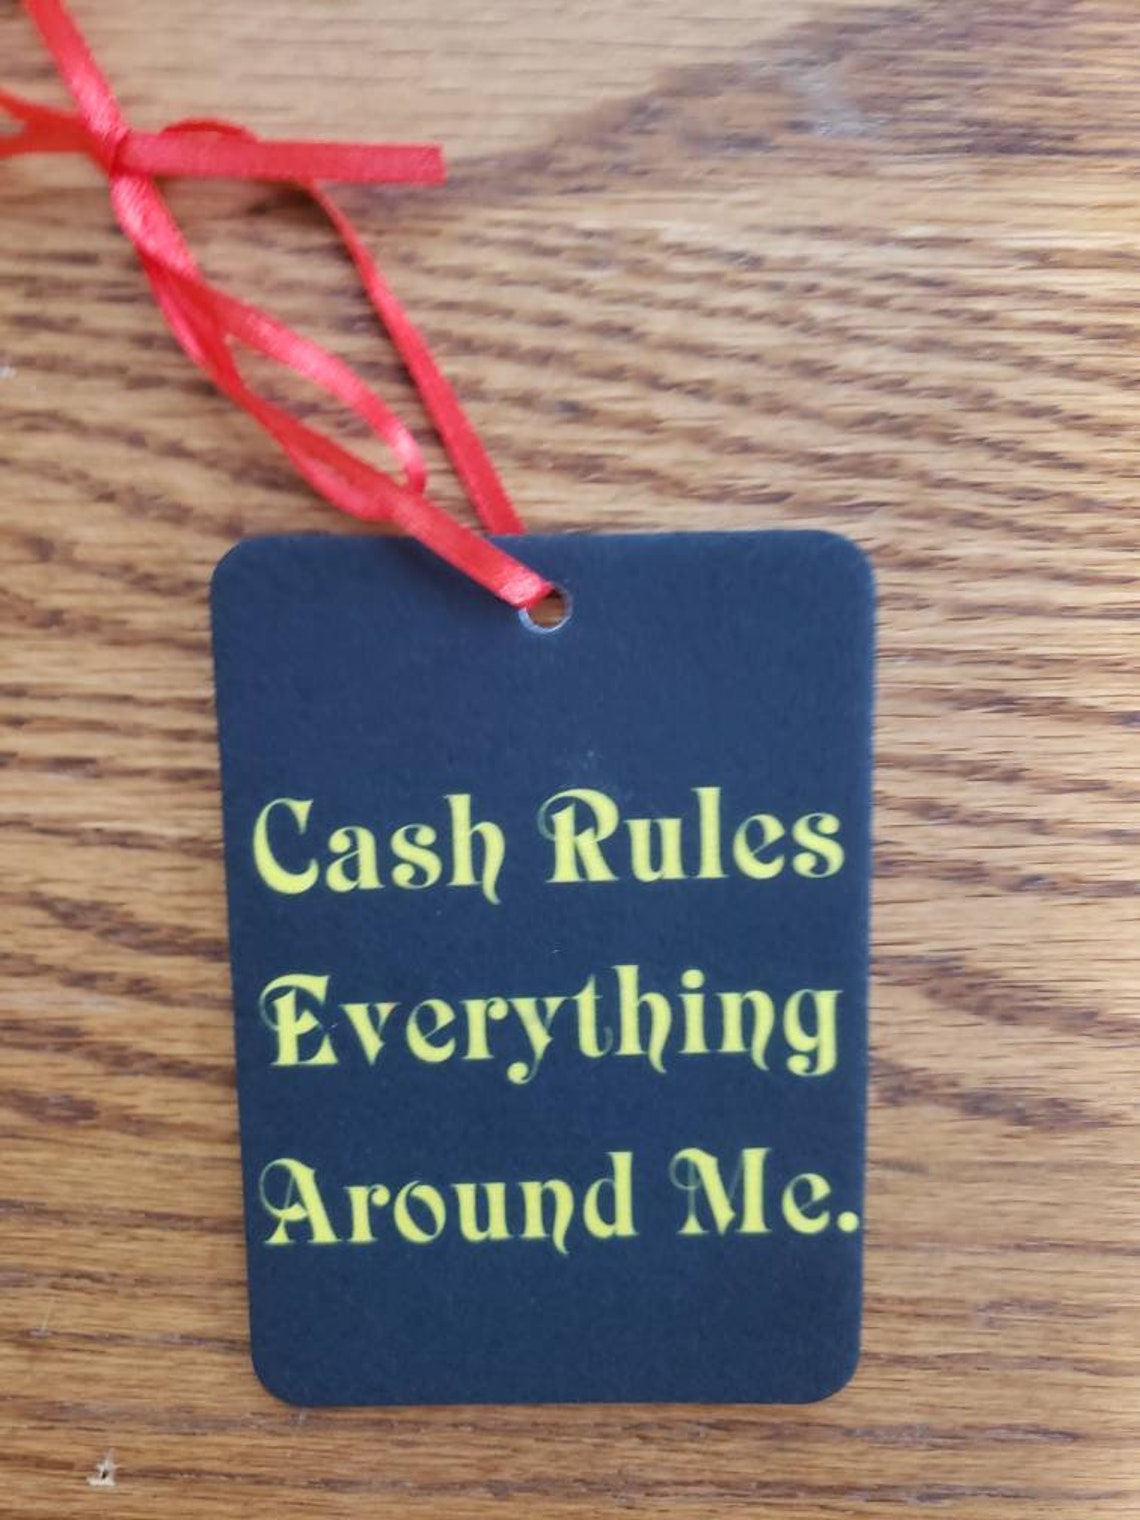 Cash Rules
Everything
Around Me.